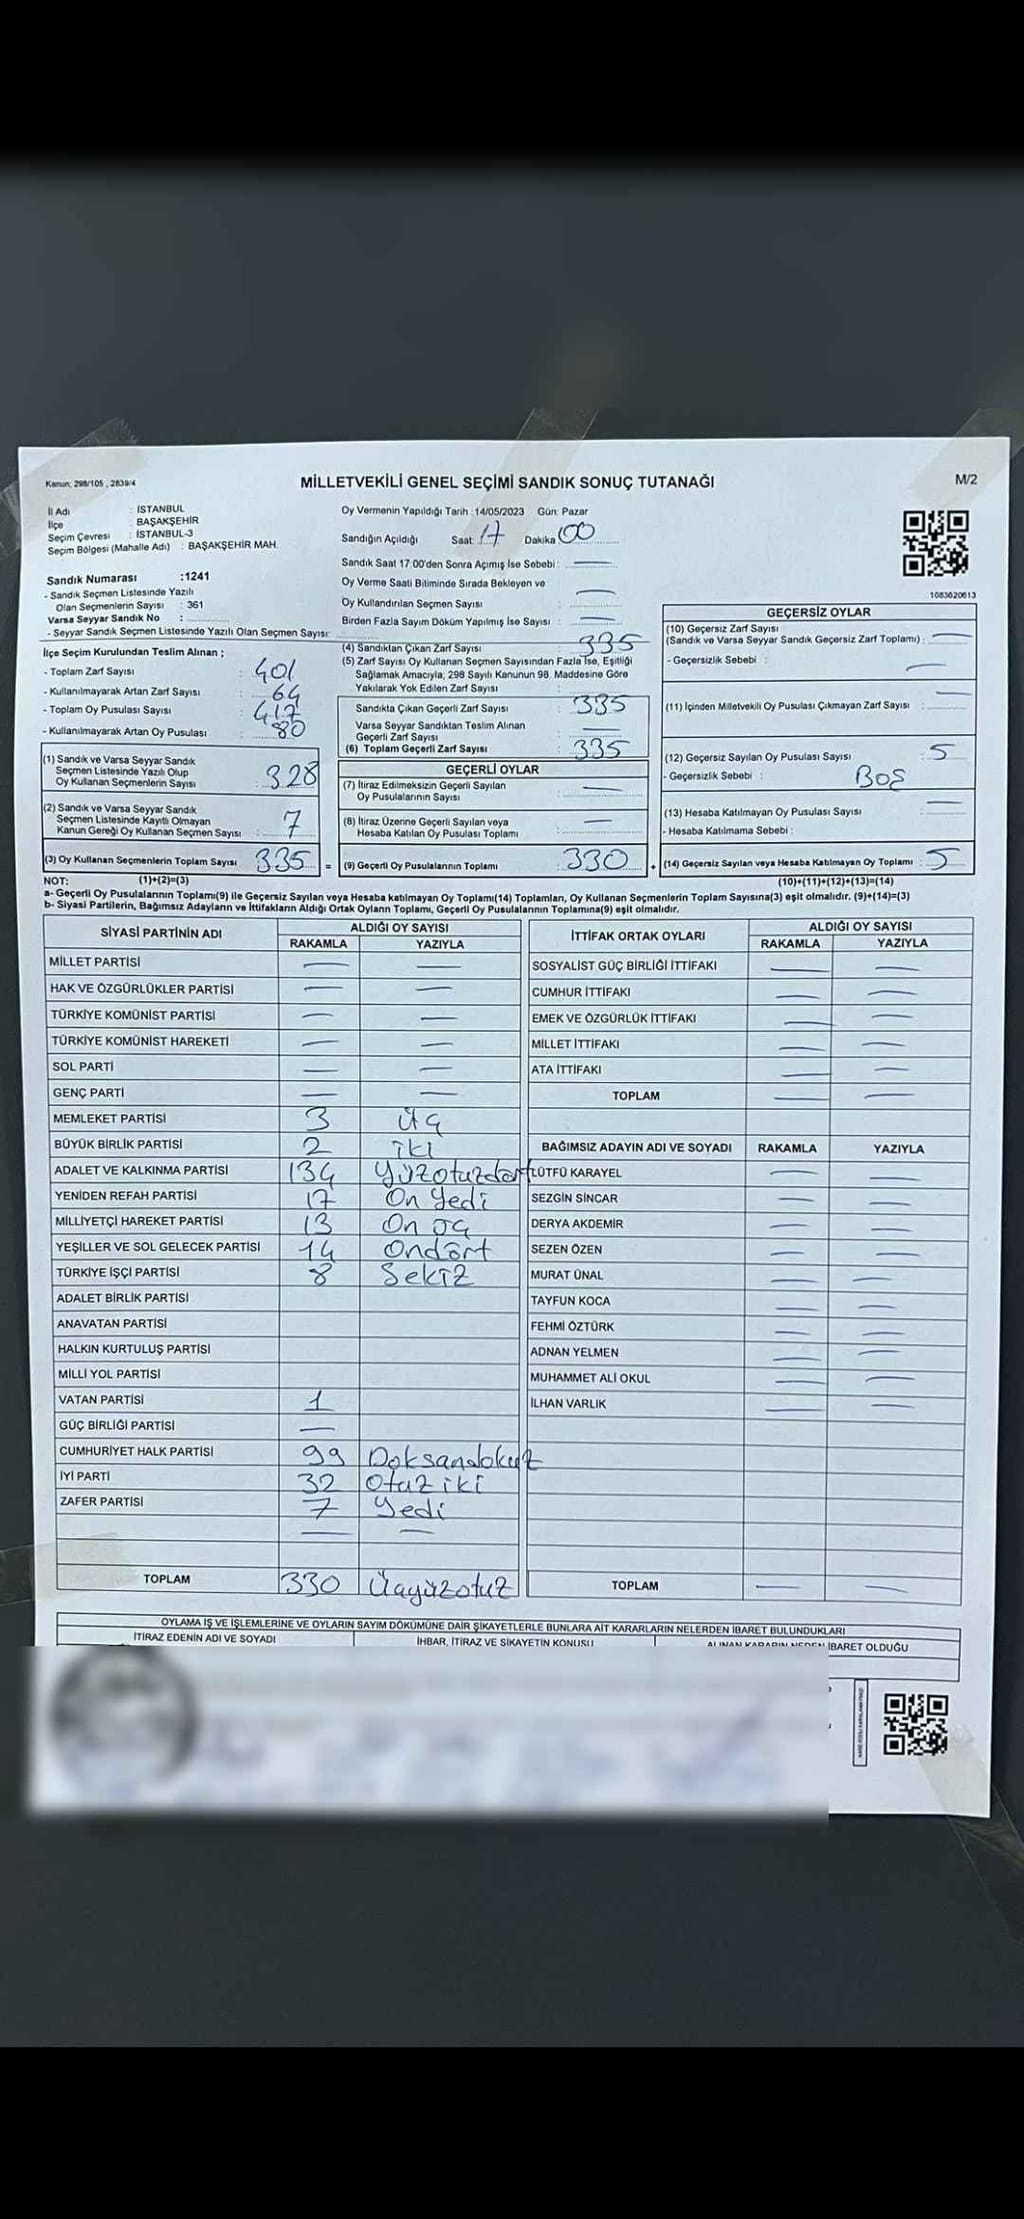 Kanun; 298/105 , 2839/4
MİLLETVEKİLİ GENEL SEÇİMİ SANDIK SONUÇ TUTANAĞI
M/2
İl Adı : İSTANBUL
İlçe : BAŞAKŞEHİR
Seçim Çevresi : İSTANBUL-3
Seçim Bölgesi (Mahalle Adı) : BAŞAKŞEHİR MAH.
Sandık Numarası :1241
- Sandık Seçmen Listesinde Yazılı
Olan Seçmenlerin Sayısı : 361
Varsa Seyyar Sandık No :
- Seyyar Sandık Seçmen Listesinde Yazılı Olan Seçmen Sayısı:
Oy Vermenin Yapıldığı Tarih :14/05/2023 Gün: Pazar
Sandığın Açıldığı Saat: 17 Dakika 00
Sandık Saat 17.00'den Sonra Açımış İse Sebebi : —
Oy Verme Saati Bitiminde Sırada Bekleyen ve
Oy Kullandırılan Seçmen Sayısı —
Birden Fazla Sayım Döküm Yapılmış İse Sayısı : —
1083620613
İlçe Seçim Kurulundan Teslim Alınan ;
- Toplam Zarf Sayısı : 401
- Kullanılmayarak Artan Zarf Sayısı : 64
- Toplam Oy Pusulası Sayısı : 417
- Kullanılmayarak Artan Oy Pusulası : 80
(1) Sandık ve Varsa Seyyar Sandık
Seçmen Listesinde Yazılı Olup
Oy Kullanan Seçmenlerin Sayısı : 328
(2) Sandık ve Varsa Seyyar Sandık
Seçmen Listesinde Kayıtlı Olmayan
Kanun Gereği Oy Kullanan Seçmen Sayısı : 7
(3) Oy Kullanan Seçmenlerin Toplam Sayısı 335 =
(4) Sandıktan Çıkan Zarf Sayısı : 335
(5) Zarf Sayısı Oy Kullanan Seçmen Sayısından Fazla İse, Eşitliği
Sağlamak Amacıyla; 298 Sayılı Kanunun 98. Maddesine Göre
Yakılarak Yok Edilen Zarf Sayısı :
Sandıkta Çıkan Geçerli Zarf Sayısı : 335
Varsa Seyyar Sandıktan Teslim Alınan
Geçerli Zarf Sayısı : —
(6) Toplam Geçerli Zarf Sayısı : 335
GEÇERLİ OYLAR
(7) İtiraz Edilmeksizin Geçerli Sayılan
Oy Pusulalarının Sayısı : —
(8) İtiraz Üzerine Geçerli Sayılan veya
Hesaba Katılan Oy Pusulası Toplamı : —
(9) Geçerli Oy Pusulalarının Toplamı : 330 +
GEÇERSİZ OYLAR
(10) Geçersiz Zarf Sayısı
(Sandık ve Varsa Seyyar Sandık Geçersiz Zarf Toplamı) : —
- Geçersizlik Sebebi : —
(11) İçinden Milletvekili Oy Pusulası Çıkmayan Zarf Sayısı : —
(12) Geçersiz Sayılan Oy Pusulası Sayısı : 5
- Geçersizlik Sebebi : BOŞ
(13) Hesaba Katılmayan Oy Pusulası Sayısı : —
- Hesaba Katılmama Sebebi :
(14) Geçersiz Sayılan veya Hesaba Katılmayan Oy Toplamı : 5
NOT: (1)+(2)=(3)
(10)+(11)+(12)+(13)=(14)
a- Geçerli Oy Pusulalarının Toplamı(9) ile Geçersiz Sayılan veya Hesaba katılmayan Oy Toplamı(14) Toplamları, Oy Kullanan Seçmenlerin Toplam Sayısına(3) eşit olmalıdır. (9)+(14)=(3)
b- Siyasi Partilerin, Bağımsız Adayların ve İttifakların Aldığı Ortak Oyların Toplamı, Geçerli Oy Pusulalarının Toplamına(9) eşit olmalıdır.
SİYASİ PARTİNİN ADI
ALDIĞI OY SAYISI
RAKAMLA YAZIYLA
MİLLET PARTİSİ — —
HAK VE ÖZGÜRLÜKLER PARTİSİ — —
TÜRKİYE KOMÜNİST PARTİSİ — —
TÜRKİYE KOMÜNİST HAREKETİ — —
SOL PARTİ — —
GENÇ PARTİ — —
MEMLEKET PARTİSİ 3 üç
BÜYÜK BİRLİK PARTİSİ 2 iki
ADALET VE KALKINMA PARTİSİ 134 Yüzotuzdört
YENİDEN REFAH PARTİSİ 17 On yedi
MİLLİYETÇİ HAREKET PARTİSİ 13 On üç
YEŞİLLER VE SOL GELECEK PARTİSİ 14 Ondört
TÜRKİYE İŞÇİ PARTİSİ 8 Sekiz
ADALET BİRLİK PARTİSİ
ANAVATAN PARTİSİ
HALKIN KURTULUŞ PARTİSİ
MİLLİ YOL PARTİSİ
VATAN PARTİSİ 1
GÜÇ BİRLİĞİ PARTİSİ —
CUMHURİYET HALK PARTİSİ 99 Doksandokuz
İYİ PARTİ 32 Otuz iki
ZAFER PARTİSİ 7 Yedi
— —
TOPLAM 330 Üçyüzotuz
İTTİFAK ORTAK OYLARI
ALDIĞI OY SAYISI
RAKAMLA YAZIYLA
SOSYALİST GÜÇ BİRLİĞİ İTTİFAKI — —
CUMHUR İTTİFAKI — —
EMEK VE ÖZGÜRLÜK İTTİFAKI — —
MİLLET İTTİFAKI — —
ATA İTTİFAKI — —
TOPLAM
BAĞIMSIZ ADAYIN ADI VE SOYADI RAKAMLA YAZIYLA
LÜTFÜ KARAYEL — —
SEZGİN SİNCAR — —
DERYA AKDEMİR — —
SEZEN ÖZEN — —
MURAT ÜNAL — —
TAYFUN KOCA — —
FEHMİ ÖZTÜRK — —
ADNAN YELMEN — —
MUHAMMET ALİ OKUL — —
İLHAN VARLIK — —
TOPLAM — —
OYLAMA İŞ VE İŞLEMLERİNE VE OYLARIN SAYIM DÖKÜMÜNE DAİR ŞİKAYETLERLE BUNLARA AİT KARARLARIN NELERDEN İBARET BULUNDUKLARI
İTİRAZ EDENİN ADI VE SOYADI
İHBAR, İTİRAZ VE ŞİKAYETİN KONUSU
ALINAN KARARIN NEDEN İBARET OLDUĞU